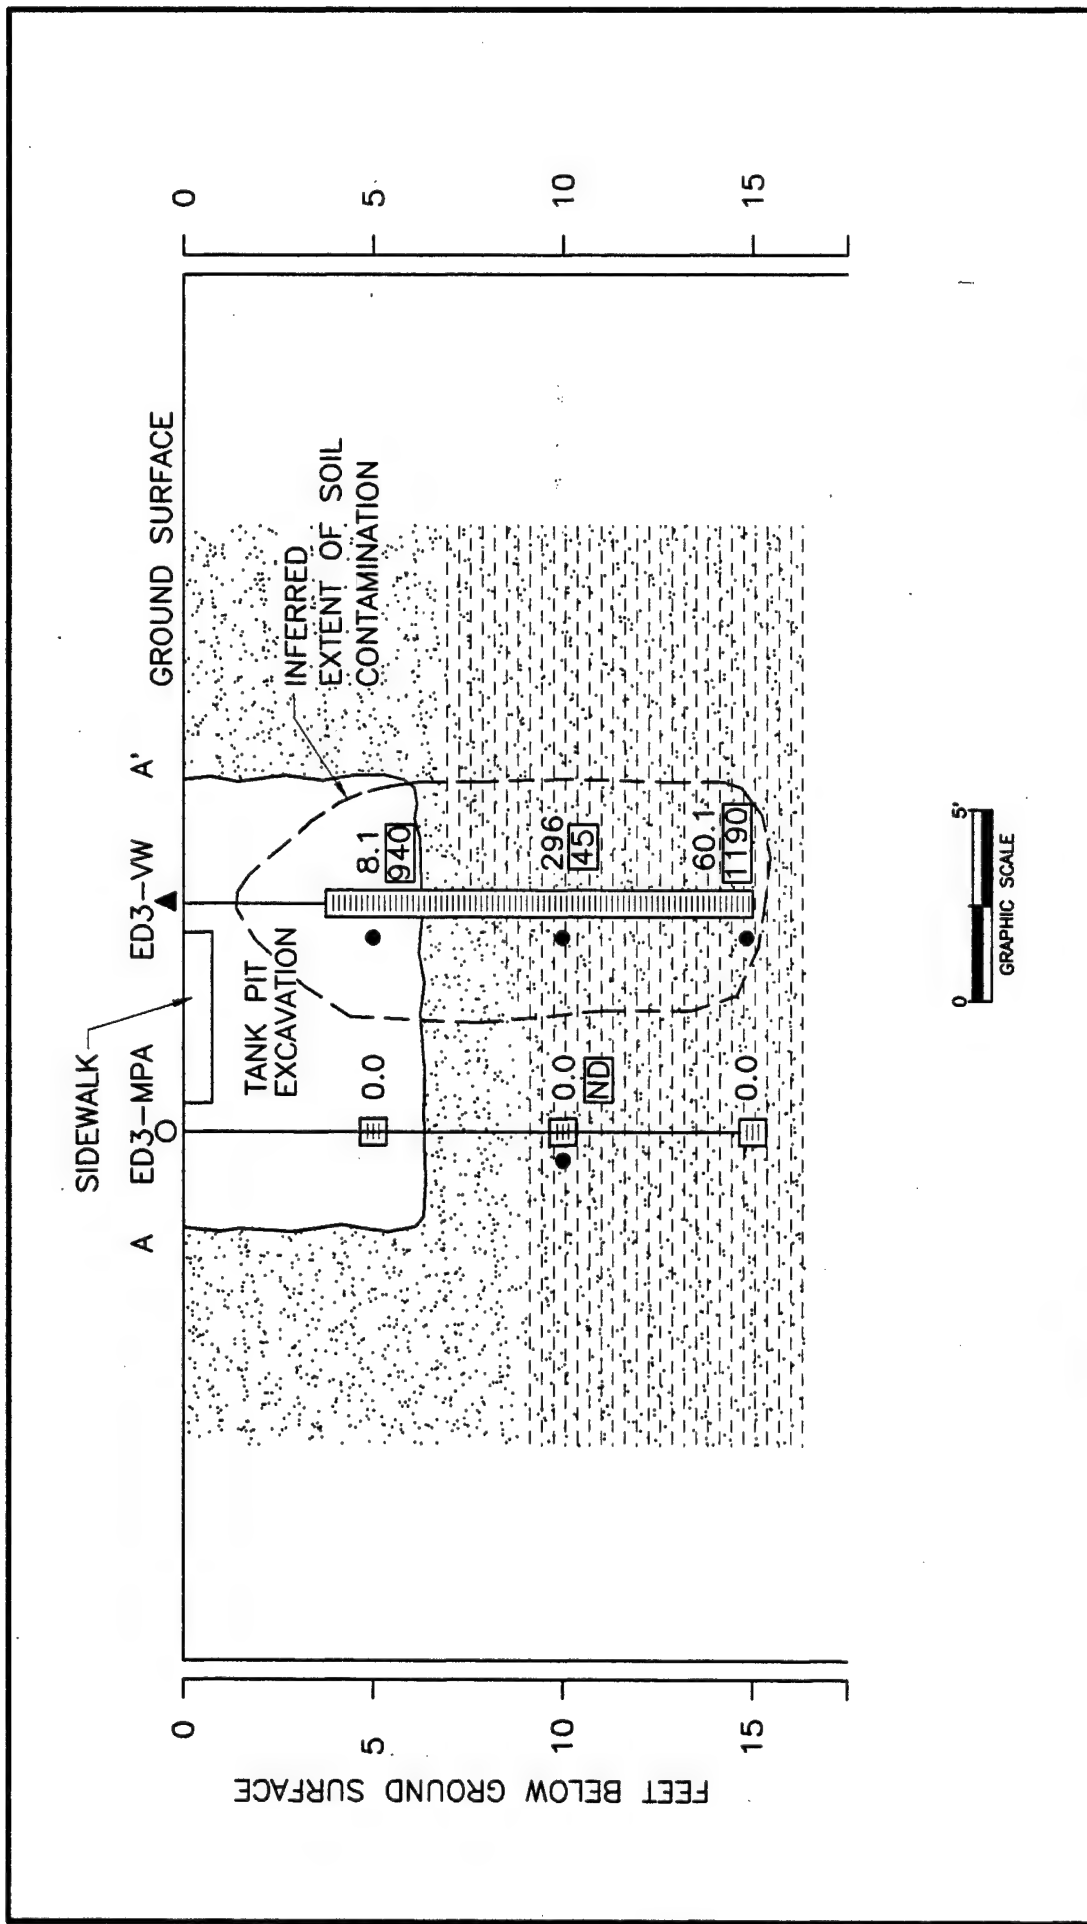 SIDEWALK
A ED3-MPA ED3-VW A' GROUND SURFACE
0
0
TANK PIT
EXCAVATION
INFERRED
EXTENT OF SOIL
CONTAMINATION
5
0.0
8.1
940
5
10
0.0
ND
296
45
10
15
0.0
60.1
1190
15
FEET BELOW GROUND SURFACE
0 5'
GRAPHIC SCALE